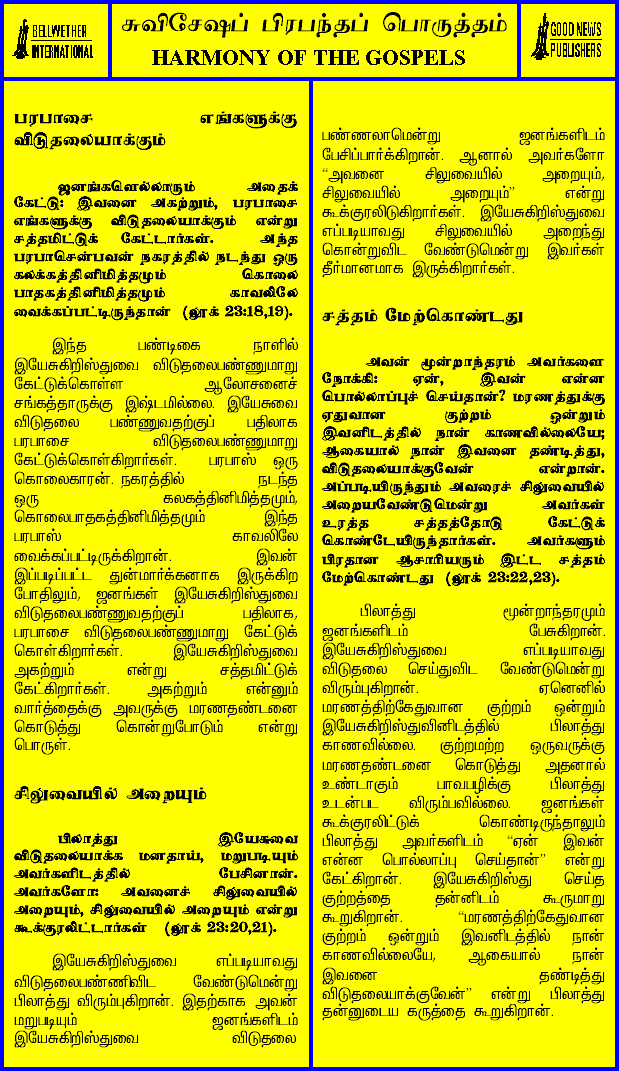 BELLWETHER
INTERNATIONAL
சுவிசேஷப் பிரபந்தப் பொருத்தம்
HARMONY OF THE GOSPELS
GOOD NEWS
PUBLISHERS
பரபாசை எங்களுக்கு
விடுதலையாக்கும்
ஜனங்களெல்லாரும் அதைக்
கேட்டு: இவனை அகற்றும், பரபாசை
எங்களுக்கு விடுதலையாக்கும் என்று
சத்தமிட்டுக் கேட்டார்கள். அந்த
பரபாசென்பவன் நகரத்தில் நடந்து ஒரு
கலக்கத்தினிமித்தமும் கொலை
பாதகத்தினிமித்தமும் காவலிலே
வைக்கப்பட்டிருந்தான் (லூக் 23:18,19).
இந்த பண்டிகை நாளில்
இயேசுகிறிஸ்துவை விடுதலைபண்ணுமாறு
கேட்டுக்கொள்ள ஆலோசனைச்
சங்கத்தாருக்கு இஷ்டமில்லை. இயேசுவை
விடுதலை பண்ணுவதற்குப் பதிலாக
பரபாசை விடுதலைபண்ணுமாறு
கேட்டுக்கொள்கிறார்கள். பரபாஸ் ஒரு
கொலைகாரன். நகரத்தில் நடந்த
ஒரு கலகத்தினிமித்தமும்,
கொலைபாதகத்தினிமித்தமும் இந்த
பரபாஸ் காவலிலே
வைக்கப்பட்டிருக்கிறான். இவன்
இப்படிப்பட்ட துன்மார்க்கனாக இருக்கிற
போதிலும், ஜனங்கள் இயேசுகிறிஸ்துவை
விடுதலைபண்ணுவதற்குப் பதிலாக,
பரபாசை விடுதலைபண்ணுமாறு கேட்டுக்
கொள்கிறார்கள். இயேசுகிறிஸ்துவை
அகற்றும் என்று சத்தமிட்டுக்
கேட்கிறார்கள். அகற்றும் என்னும்
வார்த்தைக்கு அவருக்கு மரணதண்டனை
கொடுத்து கொன்றுபோடும் என்று
பொருள்.
சிலுவையில் அறையும்
பிலாத்து இயேசுவை
விடுதலையாக்க மனதாய், மறுபடியும்
அவர்களிடத்தில் பேசினான்.
அவர்களோ: அவனைச் சிலுவையில்
அறையும், சிலுவையில் அறையும் என்று
கூக்குரலிட்டார்கள் (லூக் 23:20,21).
இயேசுகிறிஸ்துவை எப்படியாவது
விடுதலைபண்ணிவிட வேண்டுமென்று
பிலாத்து விரும்புகிறான். இதற்காக அவன்
மறுபடியும் ஜனங்களிடம்
இயேசுகிறிஸ்துவை விடுதலை
பண்ணலாமென்று ஜனங்களிடம்
பேசிப்பார்க்கிறான். ஆனால் அவர்களோ
“அவனை சிலுவையில் அறையும்,
சிலுவையில் அறையும்” என்று
கூக்குரலிடுகிறார்கள். இயேசுகிறிஸ்துவை
எப்படியாவது சிலுவையில் அறைந்து
கொன்றுவிட வேண்டுமென்று இவர்கள்
தீர்மானமாக இருக்கிறார்கள்.
சத்தம் மேற்கொண்டது
அவன் மூன்றாந்தரம் அவர்களை
நோக்கி: ஏன், இவன் என்ன
பொல்லாப்புச் செய்தான்? மரணத்துக்கு
ஏதுவான குற்றம் ஒன்றும்
இவனிடத்தில் நான் காணவில்லையே;
ஆகையால் நான் இவனை தண்டித்து,
விடுதலையாக்குவேன் என்றான்.
அப்படியிருந்தும் அவரைச் சிலுவையில்
அறையவேண்டுமென்று அவர்கள்
உரத்த சத்தத்தோடு கேட்டுக்
கொண்டேயிருந்தார்கள். அவர்களும்
பிரதான ஆசாரியரும் இட்ட சத்தம்
மேற்கொண்டது (லூக் 23:22,23).
பிலாத்து மூன்றாந்தரமும்
ஜனங்களிடம் பேசுகிறான்.
இயேசுகிறிஸ்துவை எப்படியாவது
விடுதலை செய்துவிட வேண்டுமென்று
விரும்புகிறான். ஏனெனில்
மரணத்திற்கேதுவான குற்றம் ஒன்றும்
இயேசுகிறிஸ்துவினிடத்தில் பிலாத்து
காணவில்லை. குற்றமற்ற ஒருவருக்கு
மரணதண்டனை கொடுத்து அதனால்
உண்டாகும் பாவபழிக்கு பிலாத்து
உடன்பட விரும்பவில்லை. ஜனங்கள்
கூக்குரலிட்டுக் கொண்டிருந்தாலும்
பிலாத்து அவர்களிடம் “ஏன் இவன்
என்ன பொல்லாப்பு செய்தான்” என்று
கேட்கிறான். இயேசுகிறிஸ்து செய்த
குற்றத்தை தன்னிடம் கூருமாறு
கூறுகிறான். “மரணத்திற்கேதுவான
குற்றம் ஒன்றும் இவனிடத்தில் நான்
காணவில்லையே, ஆகையால் நான்
இவனை தண்டித்து
விடுதலையாக்குவேன்” என்று பிலாத்து
தன்னுடைய கருத்தை கூறுகிறான்.